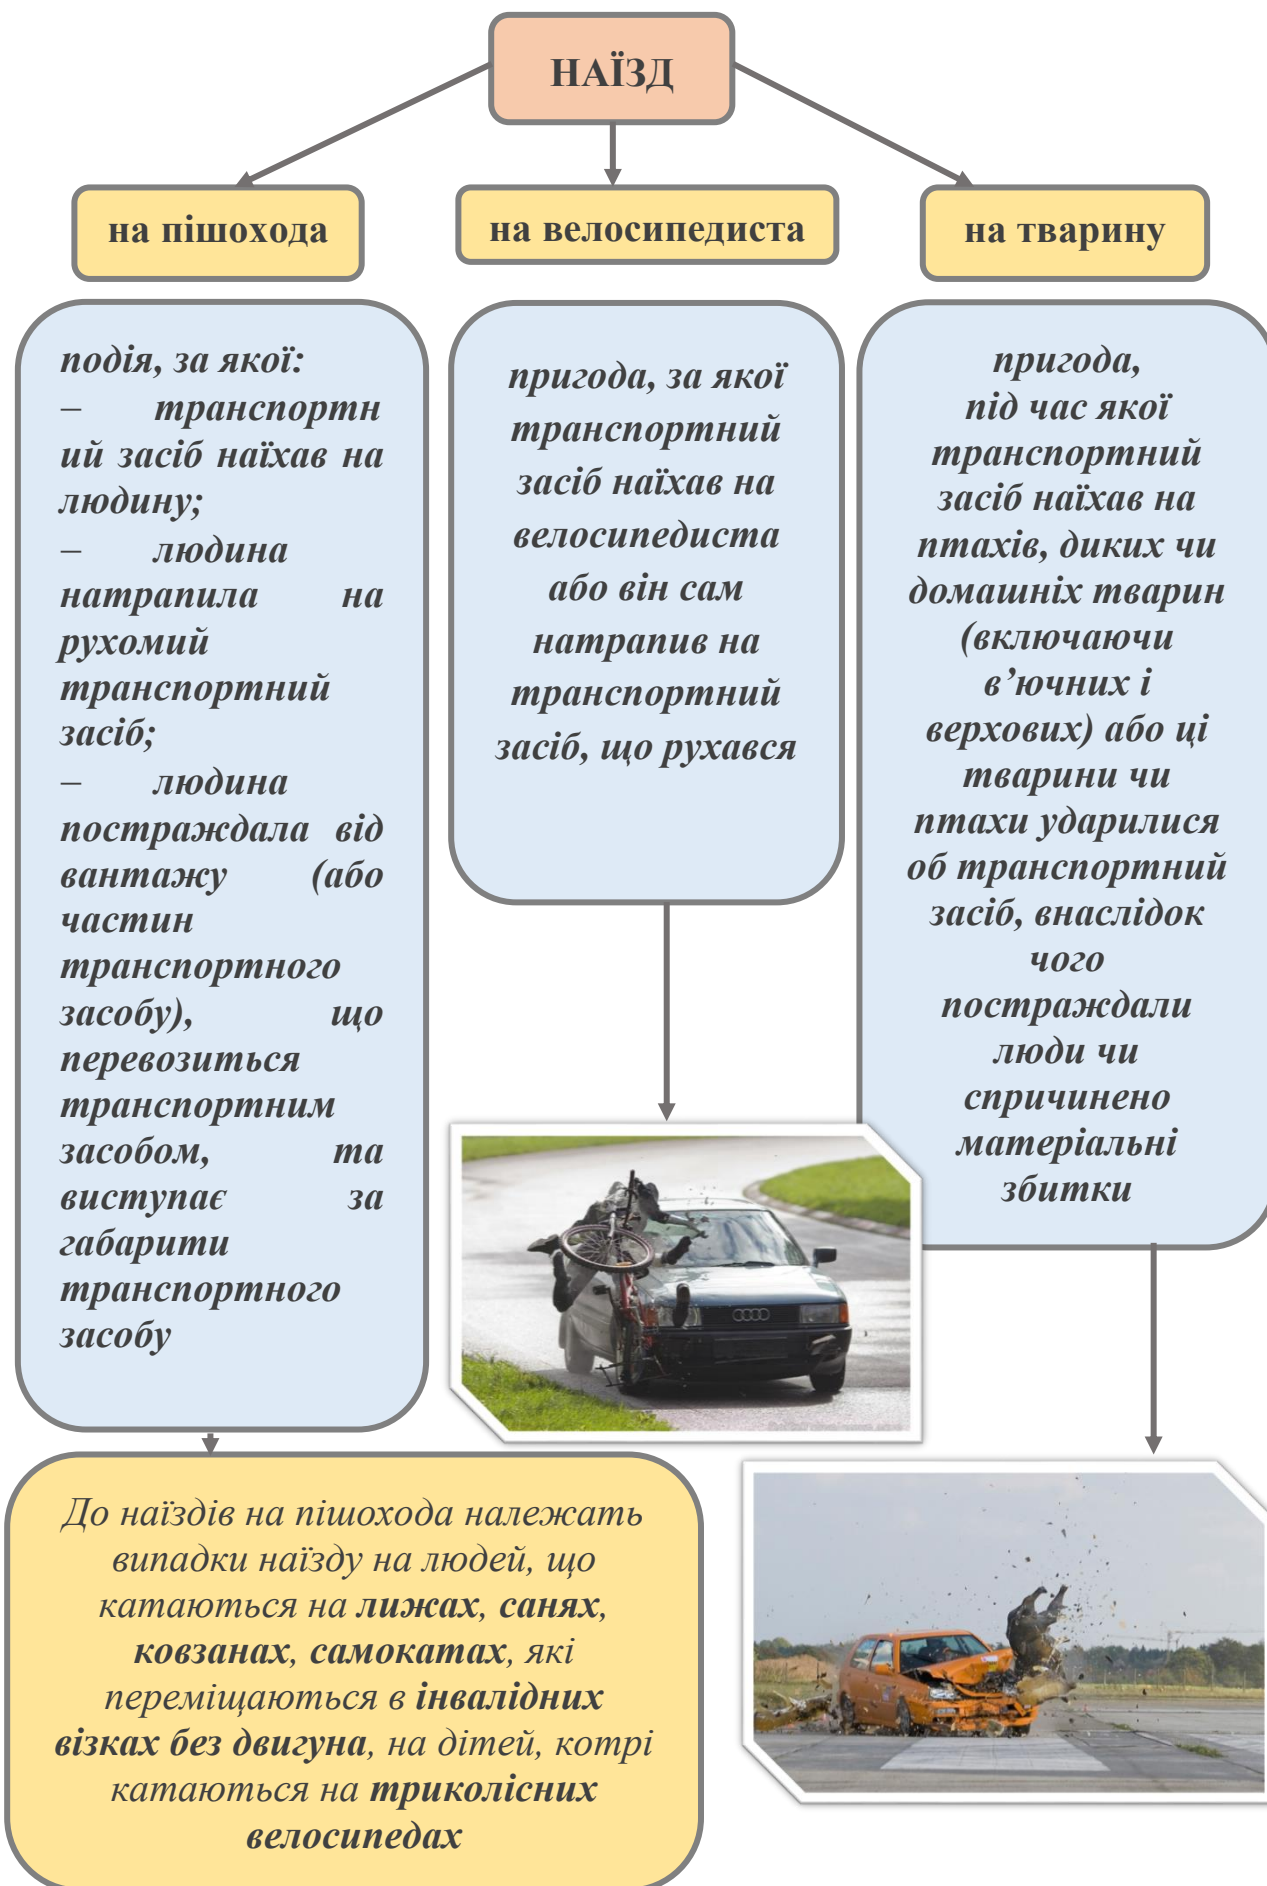 НАЇЗД
на пішохода
на велосипедиста
на тварину
подія, за якої:
– транспортн
ий засіб наїхав на
людину;
– людина
натрапила на
рухомий
транспортний
засіб;
– людина
постраждала від
вантажу (або
частин
транспортного
засобу), що
перевозиться
транспортним
засобом, та
виступає за
габарити
транспортного
засобу
пригода, за якої
транспортний
засіб наїхав на
велосипедиста
або він сам
натрапив на
транспортний
засіб, що рухався
пригода,
під час якої
транспортний
засіб наїхав на
птахів, диких чи
домашніх тварин
(включаючи
в’ючних і
верхових) або ці
тварини чи
птахи ударилися
об транспортний
засіб, внаслідок
чого
постраждали
люди чи
спричинено
матеріальні
збитки
До наїздів на пішохода належать
випадки наїзду на людей, що
катаються на лижах, санях,
ковзанах, самокатах, які
переміщаються в інвалідних
візках без двигуна, на дітей, котрі
катаються на триколісних
велосипедах